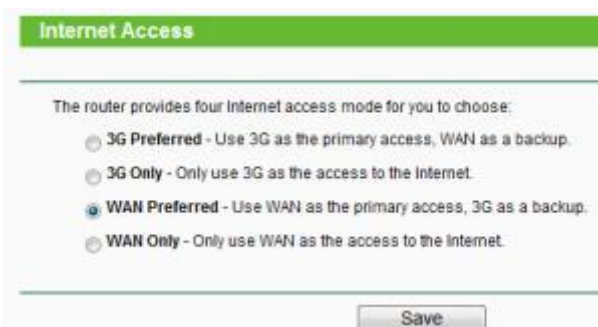 Internet Access
The router provides four Internet access mode for you to choose:
3G Preferred - Use 3G as the primary access, WAN as a backup.
3G Only - Only use 3G as the access to the Internet.
WAN Preferred - Use WAN as the primary access, 3G as a backup.
WAN Only - Only use WAN as the access to the Internet.
Save